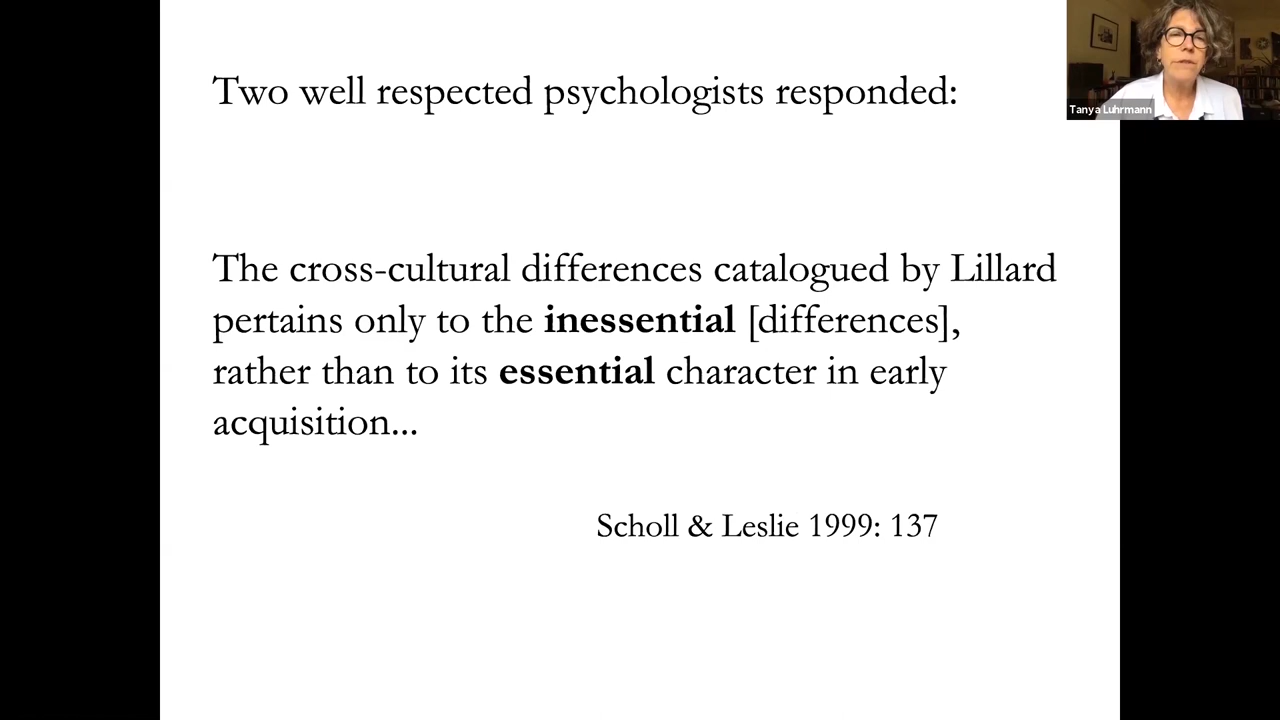 Two well respected psychologists responded:
Tanya Luhrmann
The cross-cultural differences catalogued by Lillard
pertains only to the inessential [differences],
rather than to its essential character in early
acquisition...
Scholl & Leslie 1999: 137